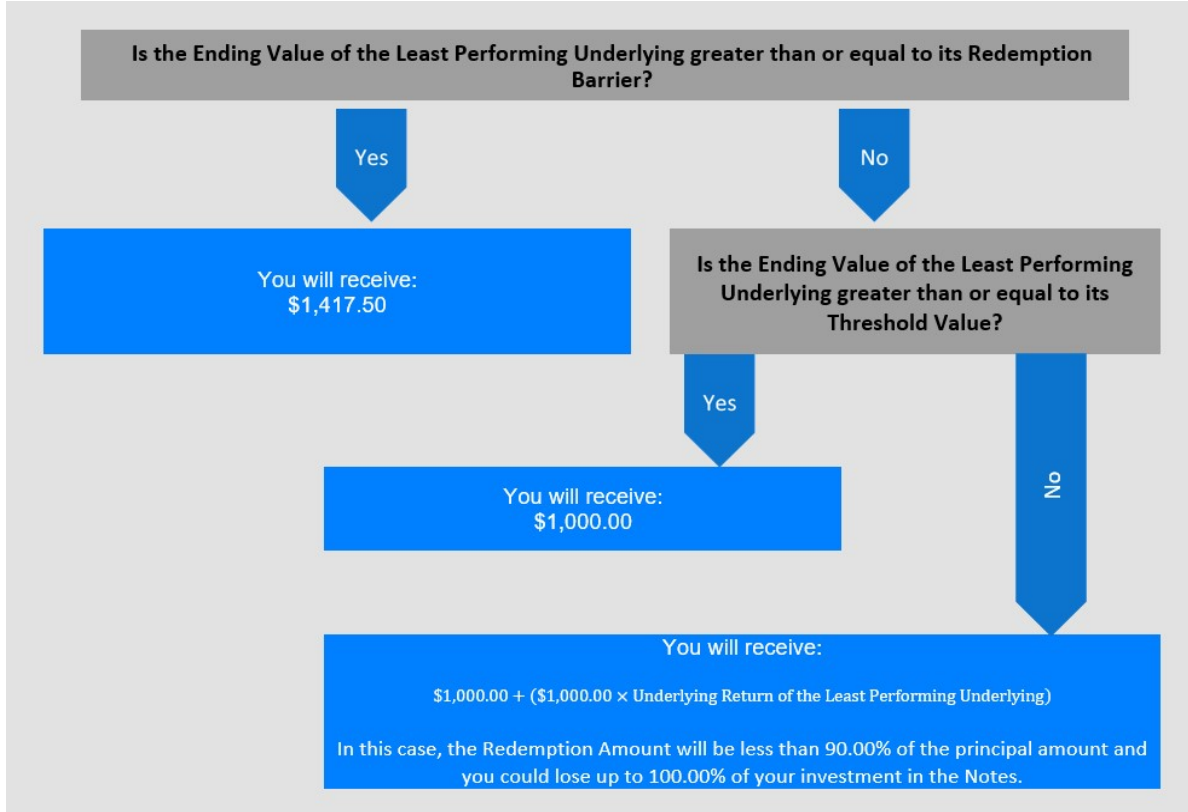 Is the Ending Value of the Least Performing Underlying greater than or equal to its Redemption
Barrier?
Yes
No
You will receive:
$1,417.50
Is the Ending Value of the Least Performing
Underlying greater than or equal to its
Threshold Value?
Yes
No
You will receive:
$1,000.00
You will receive:
$1,000.00 + ($1,000.00 × Underlying Return of the Least Performing Underlying)
In this case, the Redemption Amount will be less than 90.00% of the principal amount and
you could lose up to 100.00% of your investment in the Notes.